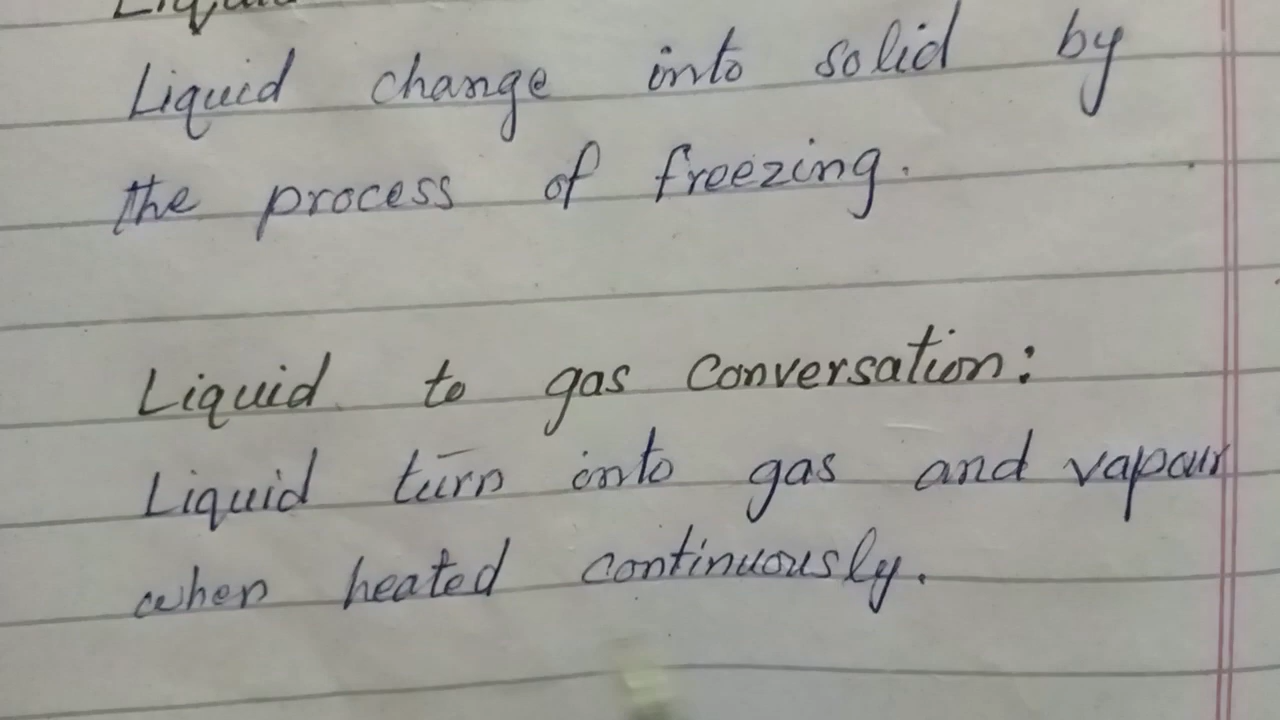 Liquid change into solid by
the process of freezing.
Liquid to gas Conversation:
Liquid turn into gas and vapour
when heated continuously.